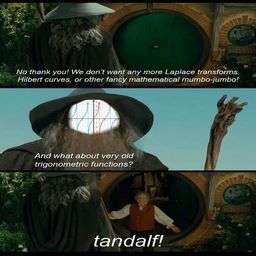 No thank you! We don't want any more Laplace transforms,
Hilbert curves, or other fancy mathematical mumbo-jumbo!
And what about very old
trigonometric functions?
tandalf!